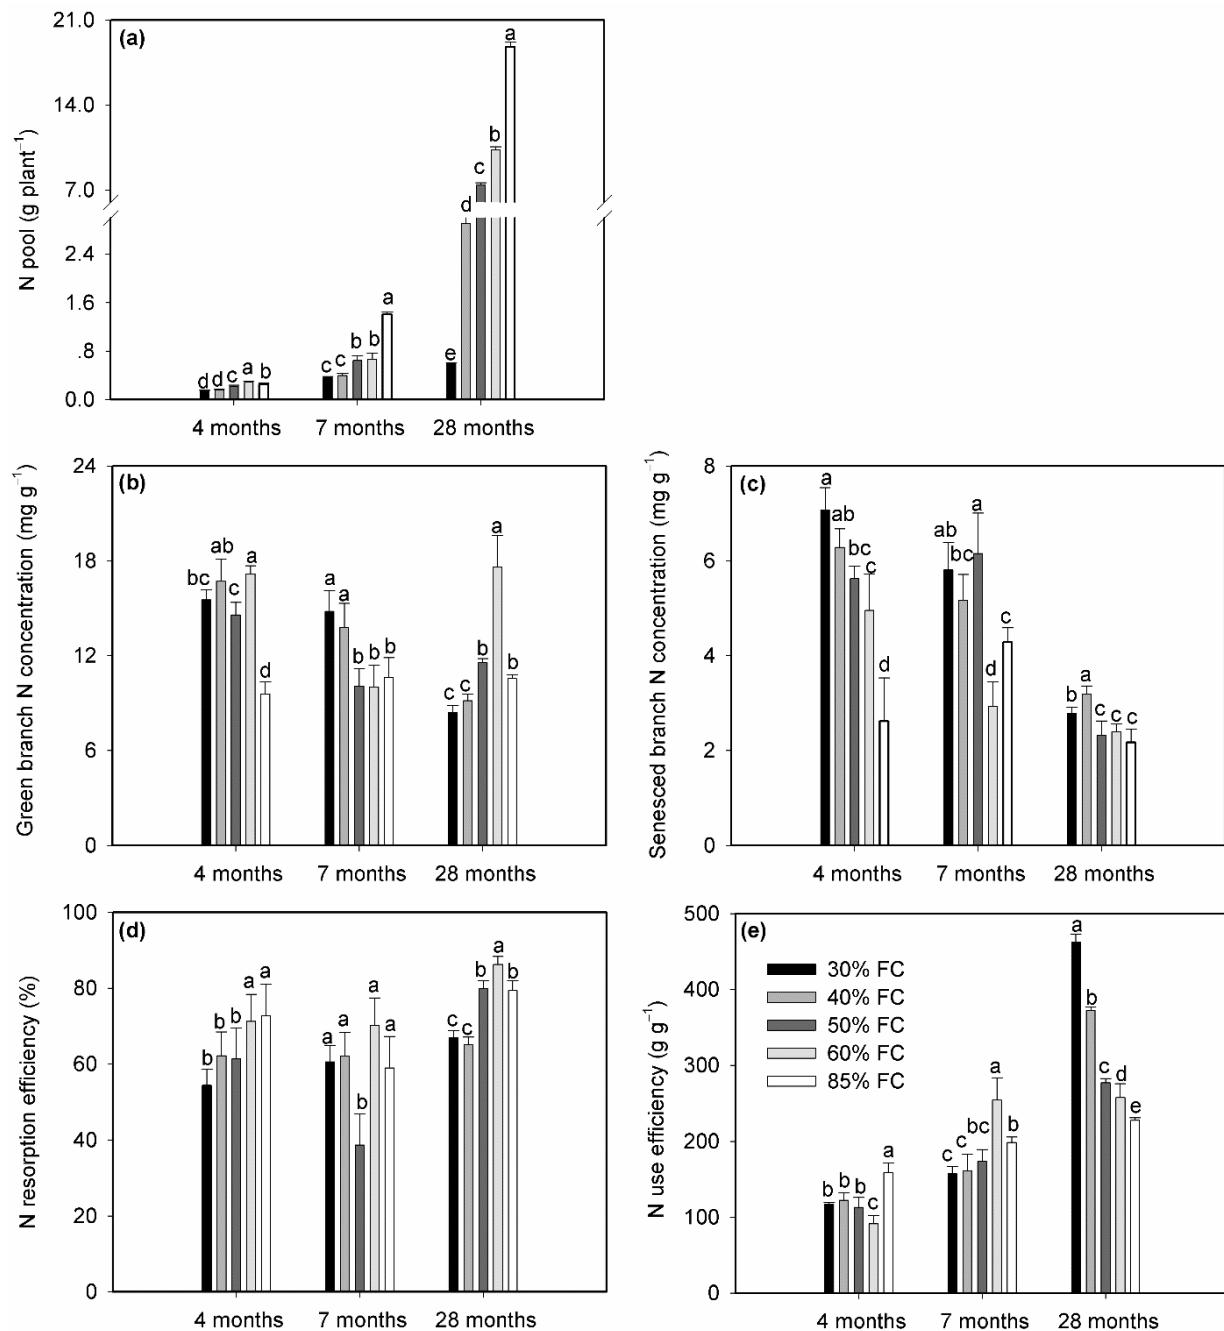 (a)
N pool (g plant⁻¹)
21.0
14.0
7.0
2.4
1.6
.8
0.0
d d c a b
c c b b a
e d c b a
4 months 7 months 28 months
(b)
Green branch N concentration (mg g⁻¹)
24
18
12
6
0
bc ab c a d
a a b b b
c c b a b
4 months 7 months 28 months
(c)
Senesced branch N concentration (mg g⁻¹)
8
6
4
2
0
a ab bc c d
ab bc a d c
b a c c c
4 months 7 months 28 months
(d)
N resorption efficiency (%)
100
80
60
40
20
0
b b b a a
a a b a a
c c b a b
4 months 7 months 28 months
(e)
N use efficiency (g g⁻¹)
500
400
300
200
100
0
30% FC
40% FC
50% FC
60% FC
85% FC
b b b c a
c c bc a b
a b c d e
4 months 7 months 28 months